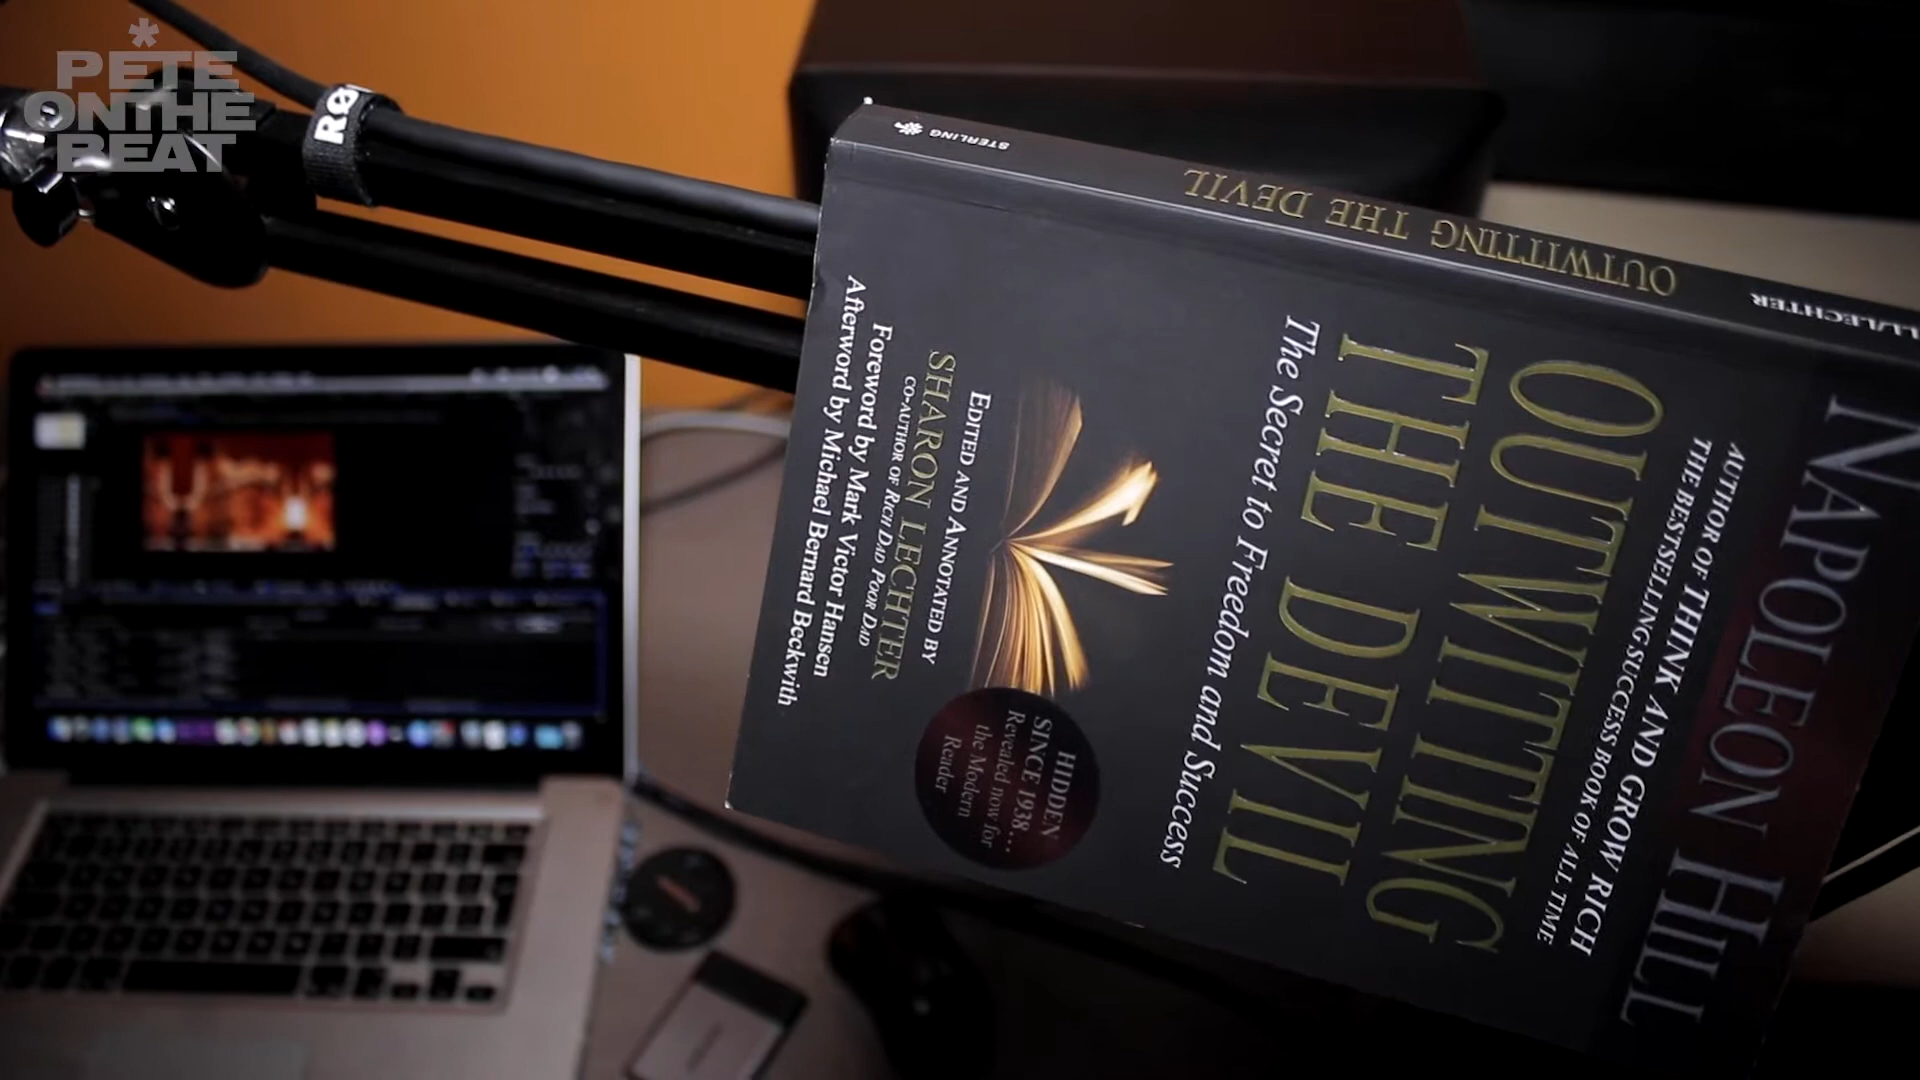 *
PETE
ONTHE
BEAT
RØ
STERLING
OUTWITTING THE DEVIL
LL/LECHTER
NAPOLEON HILL
AUTHOR OF THINK AND GROW RICH
THE BESTSELLING SUCCESS BOOK OF ALL TIME
OUTWITTING
THE DEVIL
The Secret to Freedom and Success
HIDDEN
SINCE 1938...
Revealed now for
the Modern
Reader
EDITED AND ANNOTATED BY
SHARON LECHTER
CO-AUTHOR OF RICH DAD POOR DAD
Foreword by Mark Victor Hansen
Afterword by Michael Bernard Beckwith